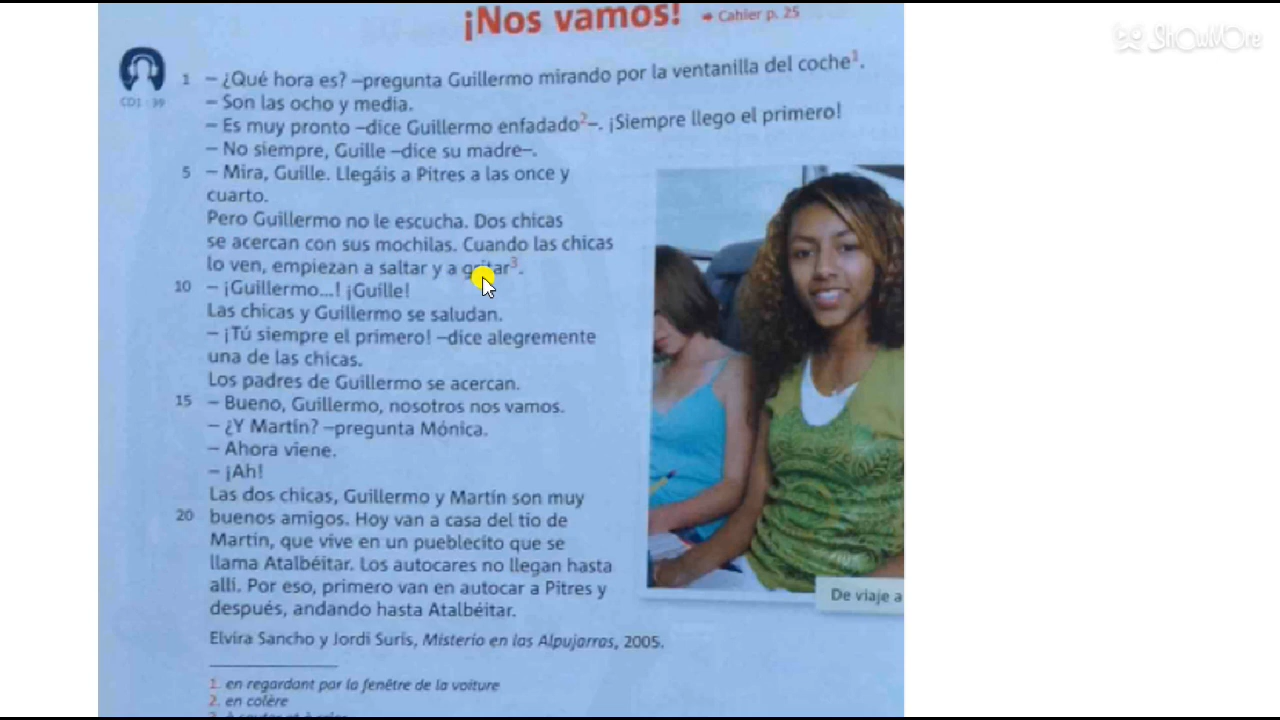 ¡Nos vamos!
➡ Cahier p. 25
ShowMore
CD1 · 39
1 – ¿Qué hora es? –pregunta Guillermo mirando por la ventanilla del coche¹.
– Son las ocho y media.
– Es muy pronto –dice Guillermo enfadado²–. ¡Siempre llego el primero!
– No siempre, Guille –dice su madre–.
5 – Mira, Guille. Llegáis a Pitres a las once y
cuarto.
Pero Guillermo no le escucha. Dos chicas
se acercan con sus mochilas. Cuando las chicas
lo ven, empiezan a saltar y a gritar³.
10 – ¡Guillermo...! ¡Guille!
Las chicas y Guillermo se saludan.
– ¡Tú siempre el primero! –dice alegremente
una de las chicas.
Los padres de Guillermo se acercan.
15 – Bueno, Guillermo, nosotros nos vamos.
– ¿Y Martín? –pregunta Mónica.
– Ahora viene.
– ¡Ah!
Las dos chicas, Guillermo y Martín son muy
20 buenos amigos. Hoy van a casa del tío de
Martín, que vive en un pueblecito que se
llama Atalbéitar. Los autocares no llegan hasta
allí. Por eso, primero van en autocar a Pitres y
después, andando hasta Atalbéitar.
De viaje a
Elvira Sancho y Jordi Surís, Misterio en las Alpujarras, 2005.
1. en regardant par la fenêtre de la voiture
2. en colère